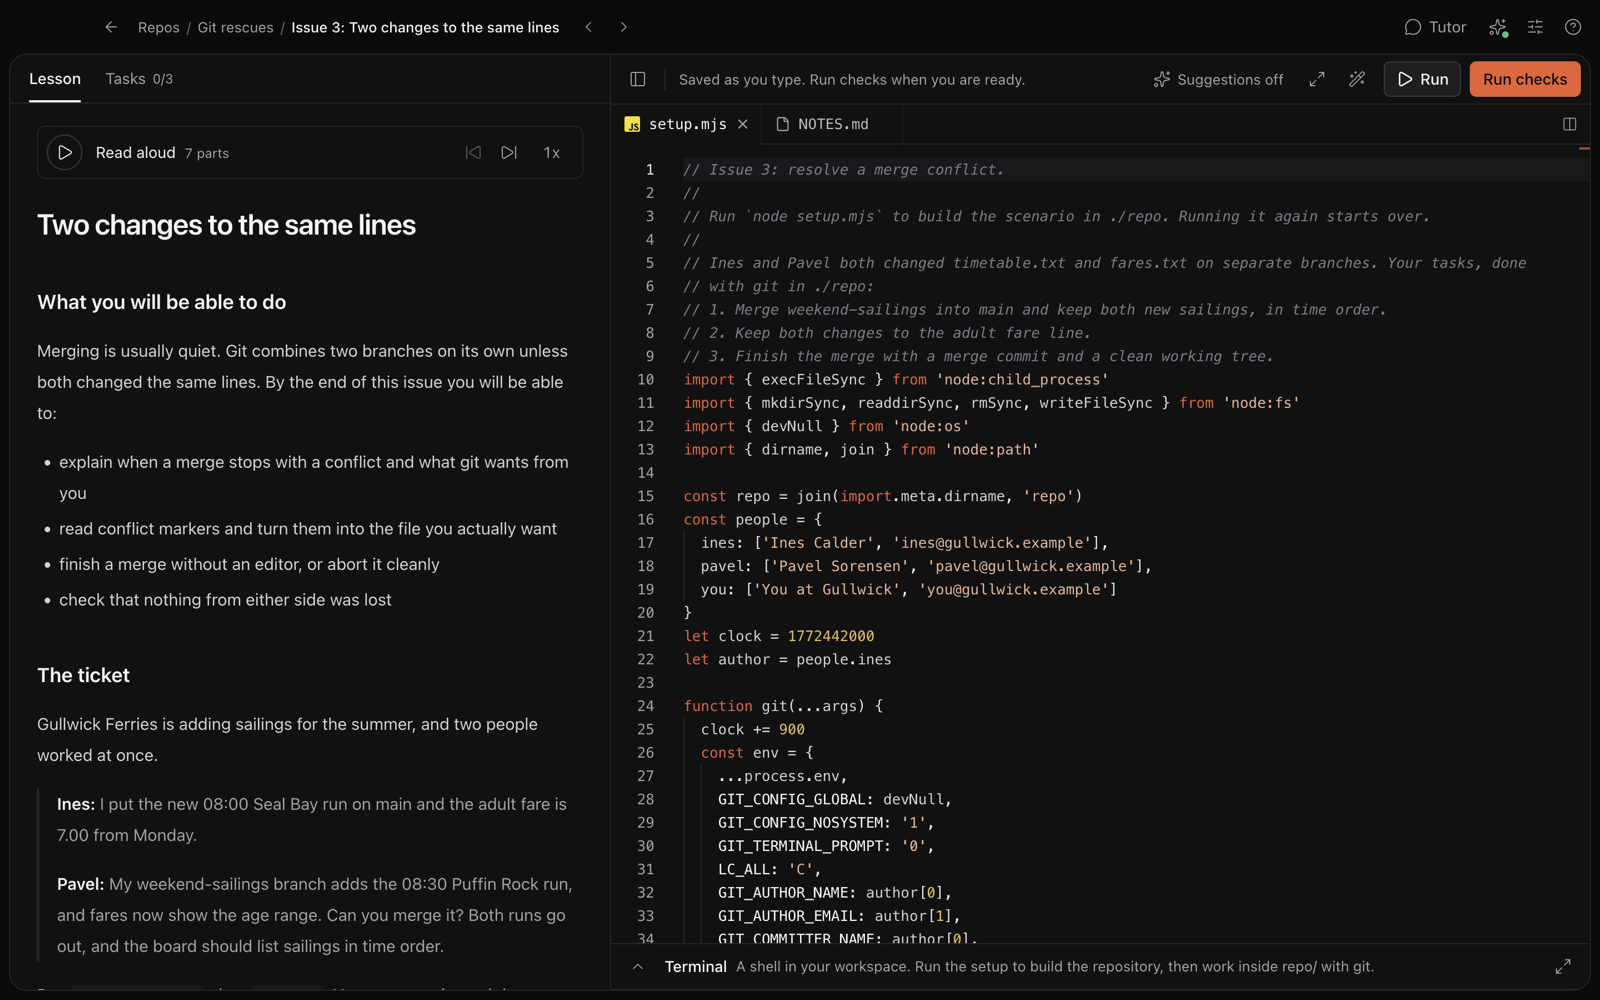 Repos / Git rescues / Issue 3: Two changes to the same lines
Tutor
Lesson
Tasks 0/3
Read aloud 7 parts
1x
Two changes to the same lines
What you will be able to do
Merging is usually quiet. Git combines two branches on its own unless
both changed the same lines. By the end of this issue you will be able
to:
• explain when a merge stops with a conflict and what git wants from
you
• read conflict markers and turn them into the file you actually want
• finish a merge without an editor, or abort it cleanly
• check that nothing from either side was lost
The ticket
Gullwick Ferries is adding sailings for the summer, and two people
worked at once.
Ines: I put the new 08:00 Seal Bay run on main and the adult fare is
7.00 from Monday.
Pavel: My weekend-sailings branch adds the 08:30 Puffin Rock run,
and fares now show the age range. Can you merge it? Both runs go
out, and the board should list sailings in time order.
Saved as you type. Run checks when you are ready.
Suggestions off
Run
Run checks
JS setup.mjs
NOTES.md
1 // Issue 3: resolve a merge conflict.
2 //
3 // Run `node setup.mjs` to build the scenario in ./repo. Running it again starts over.
4 //
5 // Ines and Pavel both changed timetable.txt and fares.txt on separate branches. Your tasks, done
6 // with git in ./repo:
7 // 1. Merge weekend-sailings into main and keep both new sailings, in time order.
8 // 2. Keep both changes to the adult fare line.
9 // 3. Finish the merge with a merge commit and a clean working tree.
10 import { execFileSync } from 'node:child_process'
11 import { mkdirSync, readdirSync, rmSync, writeFileSync } from 'node:fs'
12 import { devNull } from 'node:os'
13 import { dirname, join } from 'node:path'
14
15 const repo = join(import.meta.dirname, 'repo')
16 const people = {
17 ines: ['Ines Calder', 'ines@gullwick.example'],
18 pavel: ['Pavel Sorensen', 'pavel@gullwick.example'],
19 you: ['You at Gullwick', 'you@gullwick.example']
20 }
21 let clock = 1772442000
22 let author = people.ines
23
24 function git(...args) {
25 clock += 900
26 const env = {
27 ...process.env,
28 GIT_CONFIG_GLOBAL: devNull,
29 GIT_CONFIG_NOSYSTEM: '1',
30 GIT_TERMINAL_PROMPT: '0',
31 LC_ALL: 'C',
32 GIT_AUTHOR_NAME: author[0],
33 GIT_AUTHOR_EMAIL: author[1],
34 GIT_COMMITTER_NAME: author[0],
Terminal A shell in your workspace. Run the setup to build the repository, then work inside repo/ with git.